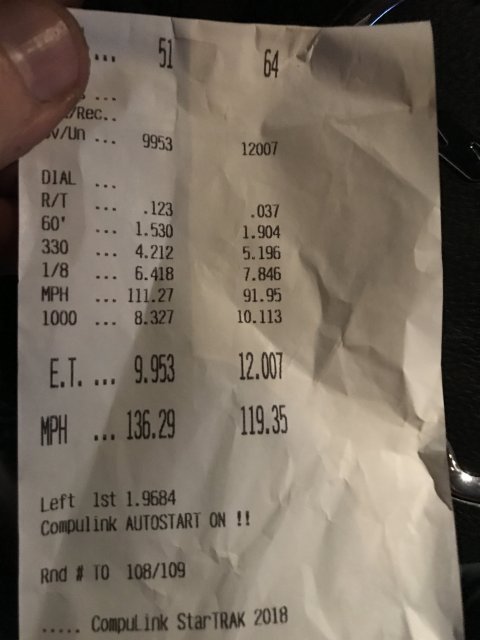 ... 51 64
...
/Rec..
/Un ... 9953 12007
DIAL ...
R/T ... .123 .037
60' ... 1.530 1.904
330 ... 4.212 5.196
1/8 ... 6.418 7.846
MPH ... 111.27 91.95
1000 ... 8.327 10.113
E.T. ... 9.953 12.007
MPH ... 136.29 119.35
Left 1st 1.9684
Compulink AUTOSTART ON !!
Rnd # TO 108/109
..... CompuLink StarTRAK 2018